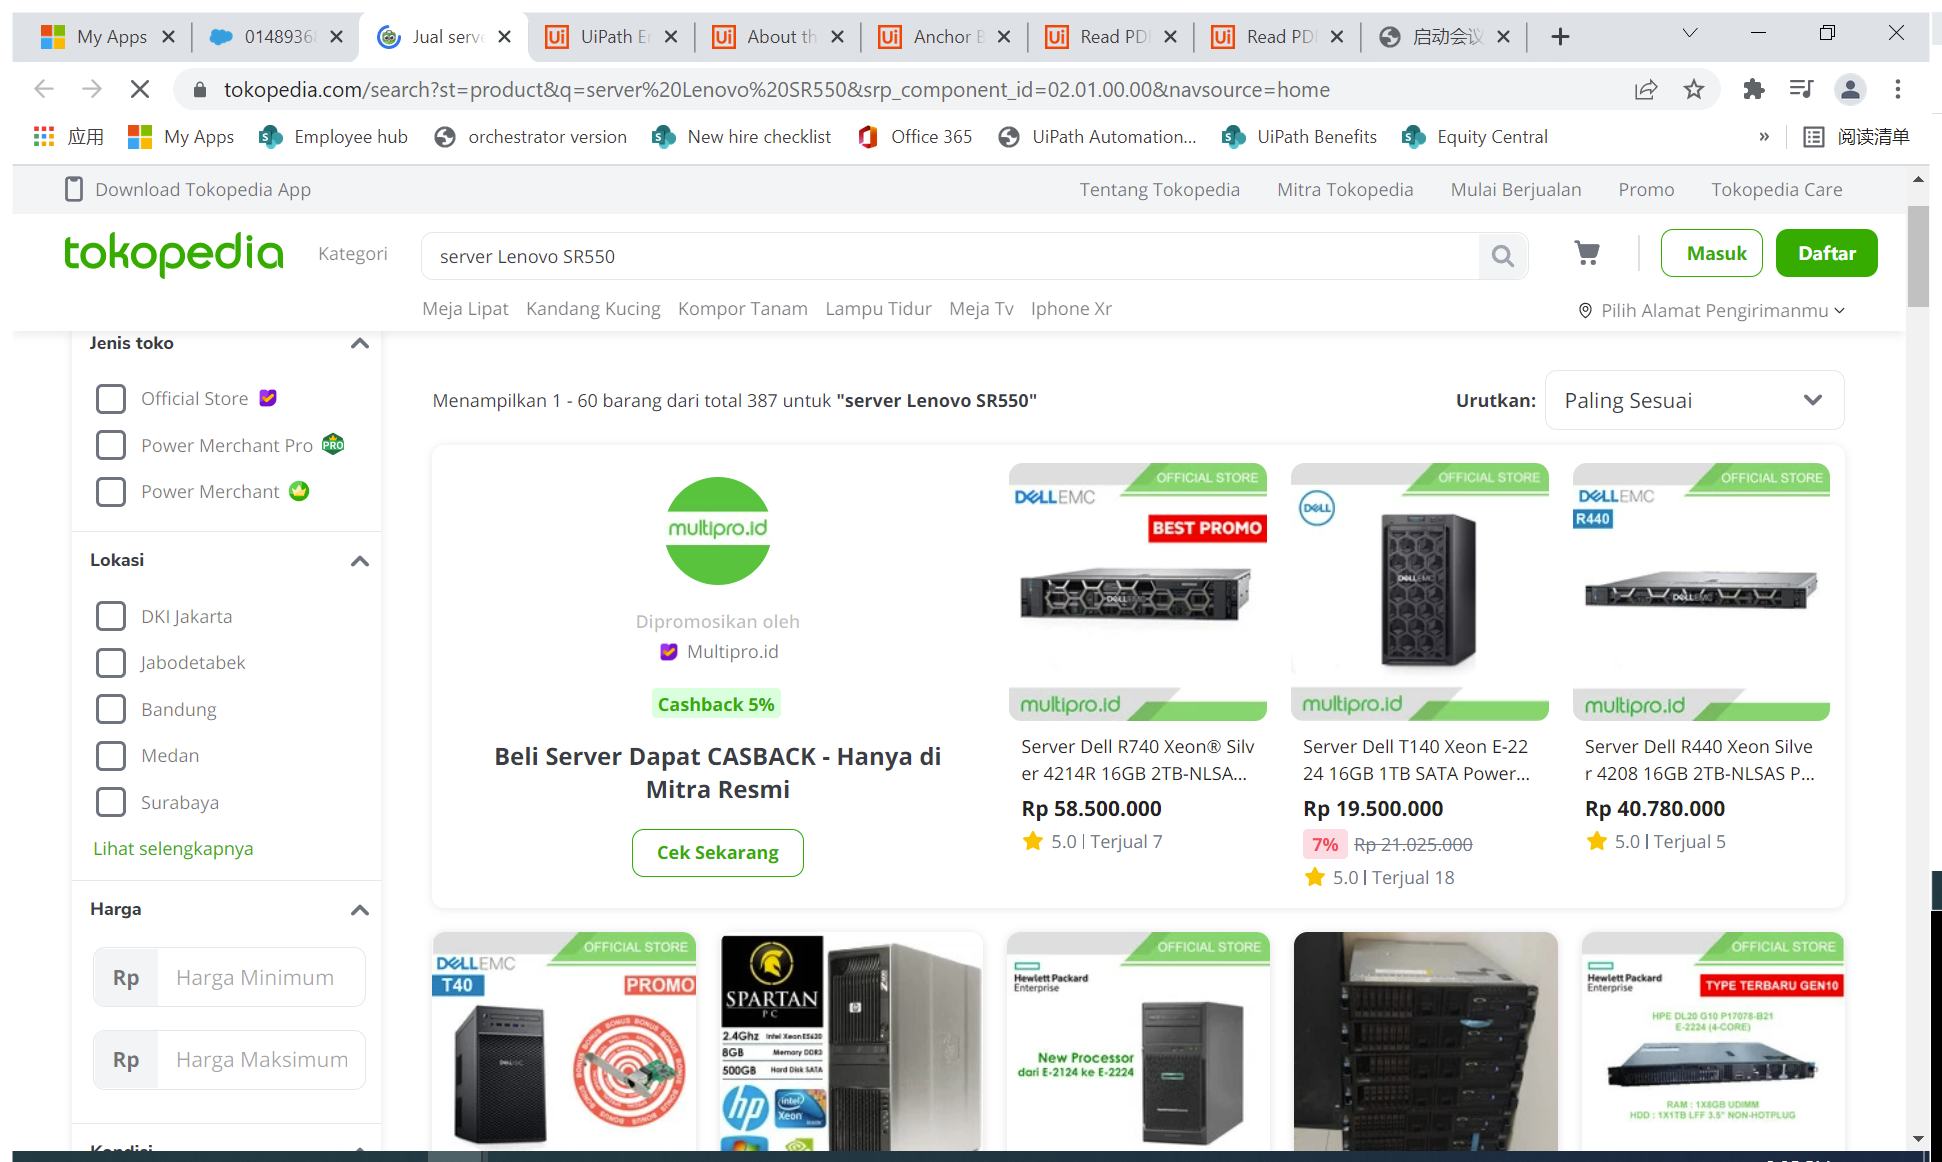 My Apps
0148936
Jual serve
UiPath E
About th
Anchor B
Read PD
Read PD
启动会议
tokopedia.com/search?st=product&q=server%20Lenovo%20SR550&srp_component_id=02.01.00.00&navsource=home
应用
My Apps
Employee hub
orchestrator version
New hire checklist
Office 365
UiPath Automation...
UiPath Benefits
Equity Central
»
阅读清单
Download Tokopedia App
Tentang Tokopedia
Mitra Tokopedia
Mulai Berjualan
Promo
Tokopedia Care
tokopedia
Kategori
server Lenovo SR550
Masuk
Daftar
Meja Lipat
Kandang Kucing
Kompor Tanam
Lampu Tidur
Meja Tv
Iphone Xr
Pilih Alamat Pengirimanmu
Jenis toko
Official Store
Power Merchant Pro
PRO
Power Merchant
Lokasi
DKI Jakarta
Jabodetabek
Bandung
Medan
Surabaya
Lihat selengkapnya
Harga
Rp
Harga Minimum
Rp
Harga Maksimum
Kondisi
Menampilkan 1 - 60 barang dari total 387 untuk "server Lenovo SR550"
Urutkan:
Paling Sesuai
multipro.id
Dipromosikan oleh
Multipro.id
Cashback 5%
Beli Server Dapat CASBACK - Hanya di
Mitra Resmi
Cek Sekarang
OFFICIAL STORE
DELLEMC
BEST PROMO
DELLEMC
multipro.id
Server Dell R740 Xeon® Silv
er 4214R 16GB 2TB-NLSA...
Rp 58.500.000
5.0 | Terjual 7
OFFICIAL STORE
DELL
DELLEMC
multipro.id
Server Dell T140 Xeon E-22
24 16GB 1TB SATA Power...
Rp 19.500.000
7% Rp 21.025.000
5.0 | Terjual 18
OFFICIAL STORE
DELLEMC
R440
DELLEMC
multipro.id
Server Dell R440 Xeon Silve
r 4208 16GB 2TB-NLSAS P...
Rp 40.780.000
5.0 | Terjual 5
OFFICIAL STORE
DELLEMC
T40
PROMO
SPARTAN
PC
2.4Ghz Intel Xeon E5620
8GB Memory DDR3
500GB Hard Disk SATA
hp
intel
Xeon
OFFICIAL STORE
Hewlett Packard
Enterprise
New Processor
dari E-2124 ke E-2224
OFFICIAL STORE
Hewlett Packard
Enterprise
TYPE TERBARU GEN10
HPE DL20 G10 P17078-B21
E-2224 (4-CORE)
RAM : 1X8GB UDIMM
HDD : 1X1TB LFF 3.5" NON-HOTPLUG